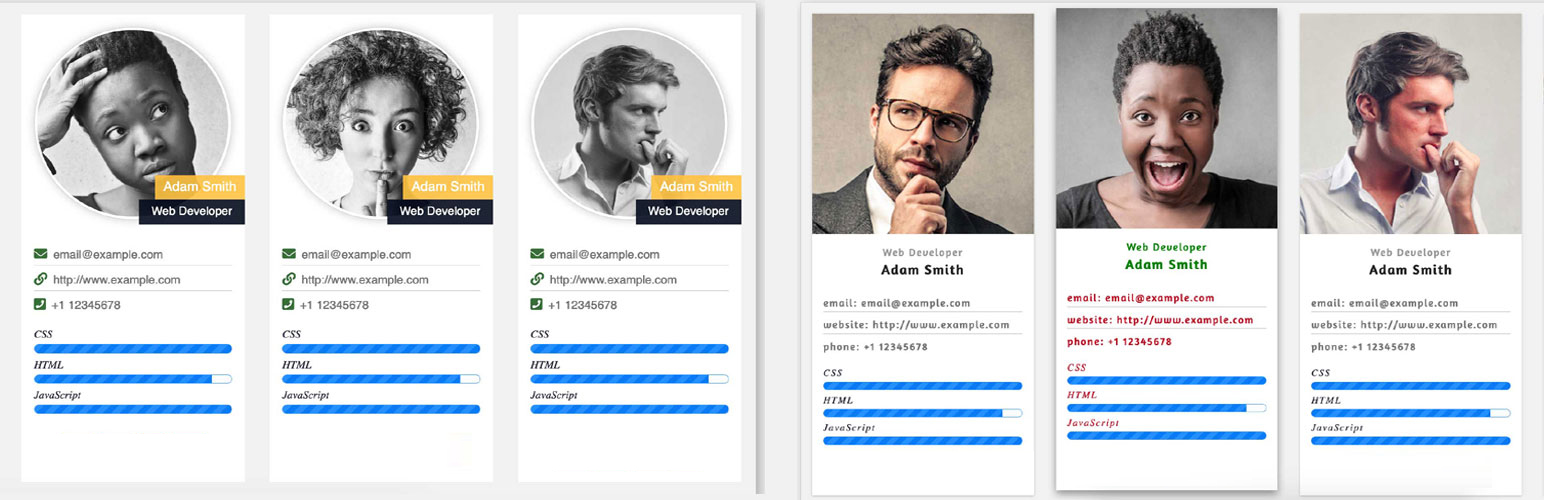 Adam Smith
Web Developer
email@example.com
http://www.example.com
+1 12345678
CSS
HTML
JavaScript
Adam Smith
Web Developer
email@example.com
http://www.example.com
+1 12345678
CSS
HTML
JavaScript
Adam Smith
Web Developer
email@example.com
http://www.example.com
+1 12345678
CSS
HTML
JavaScript
Web Developer
Adam Smith
email: email@example.com
website: http://www.example.com
phone: +1 12345678
CSS
HTML
JavaScript
Web Developer
Adam Smith
email: email@example.com
website: http://www.example.com
phone: +1 12345678
CSS
HTML
JavaScript
Web Developer
Adam Smith
email: email@example.com
website: http://www.example.com
phone: +1 12345678
CSS
HTML
JavaScript